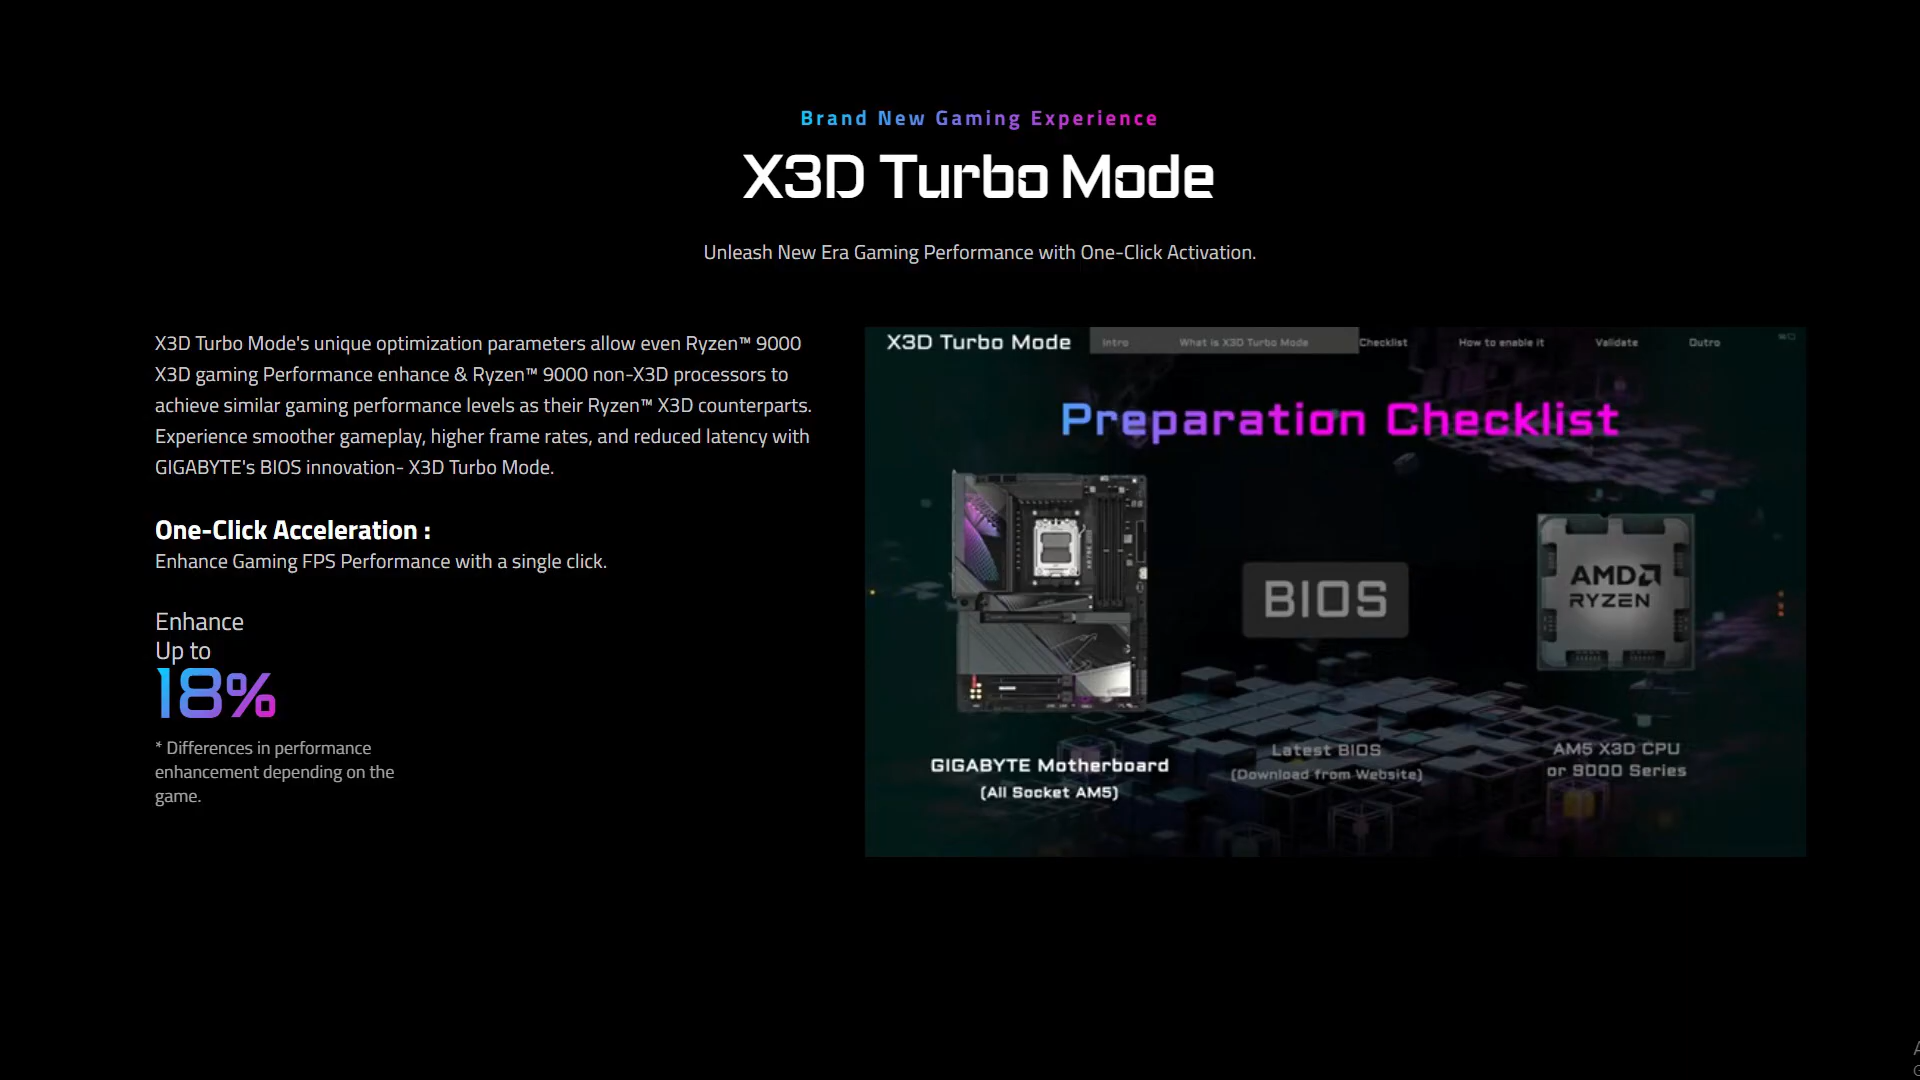 Brand New Gaming Experience
X3D Turbo Mode
Unleash New Era Gaming Performance with One-Click Activation.
X3D Turbo Mode's unique optimization parameters allow even Ryzen™ 9000
X3D gaming Performance enhance & Ryzen™ 9000 non-X3D processors to
achieve similar gaming performance levels as their Ryzen™ X3D counterparts.
Experience smoother gameplay, higher frame rates, and reduced latency with
GIGABYTE's BIOS innovation- X3D Turbo Mode.
One-Click Acceleration :
Enhance Gaming FPS Performance with a single click.
Enhance
Up to
18%
* Differences in performance
enhancement depending on the
game.
X3D Turbo Mode Intro What is X3D Turbo Mode Checklist How to enable it Validate Outro
Preparation Checklist
BIOS
AMD
RYZEN
GIGABYTE Motherboard
(All Socket AM5)
Latest BIOS
(Download from Website)
AM5 X3D CPU
or 9000 Series